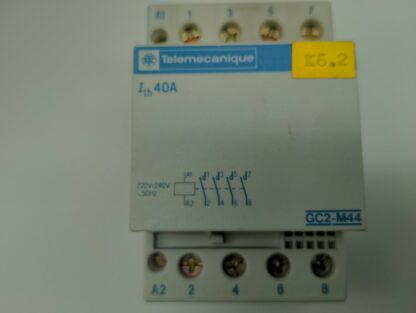 A1 1 3 5 7
Telemecanique
K6.2
Ith 40A
A1 1 3 5 7
220V-240V
50Hz
A2 2 4 6 8
GC2-M44
A2 2 4 6 8